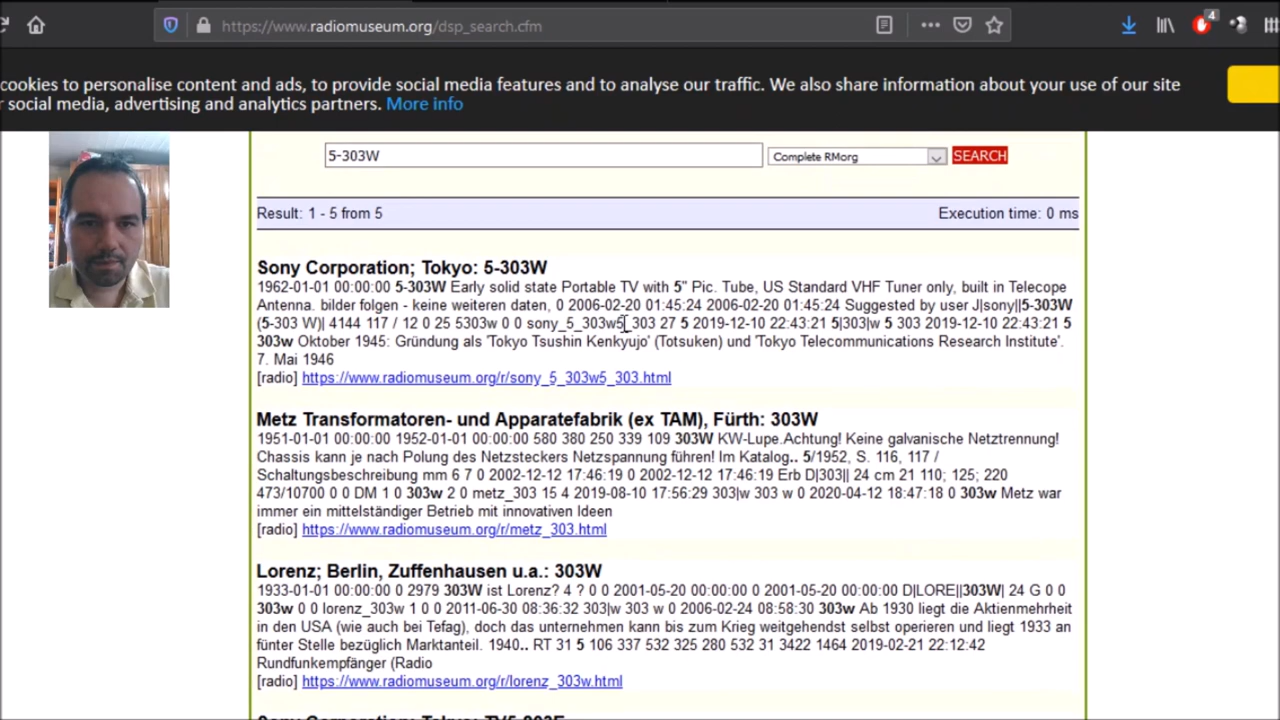 https://www.radiomuseum.org/dsp_search.cfm
4
cookies to personalise content and ads, to provide social media features and to analyse our traffic. We also share information about your use of our
social media, advertising and analytics partners. More info
5-303W
Complete RMorg
SEARCH
Result: 1 - 5 from 5
Execution time: 0 ms
Sony Corporation; Tokyo: 5-303W
1962-01-01 00:00:00 5-303W Early solid state Portable TV with 5" Pic. Tube, US Standard VHF Tuner only, built in Telecope
Antenna. bilder folgen - keine weiteren daten, 0 2006-02-20 01:45:24 2006-02-20 01:45:24 Suggested by user J|sony||5-303W
(5-303 W)| 4144 117 / 12 0 25 5303w 0 0 sony_5_303w5_303 27 5 2019-12-10 22:43:21 5|303|w 5 303 2019-12-10 22:43:21 5
303w Oktober 1945: Gründung als 'Tokyo Tsushin Kenkyujo' (Totsuken) und 'Tokyo Telecommunications Research Institute'.
7. Mai 1946
[radio] https://www.radiomuseum.org/r/sony_5_303w5_303.html
Metz Transformatoren- und Apparatefabrik (ex TAM), Fürth: 303W
1951-01-01 00:00:00 1952-01-01 00:00:00 580 380 250 339 109 303W KW-Lupe.Achtung! Keine galvanische Netztrennung!
Chassis kann je nach Polung des Netzsteckers Netzspannung führen! Im Katalog.. 5/1952, S. 116, 117 /
Schaltungsbeschreibung mm 6 7 0 2002-12-12 17:46:19 0 2002-12-12 17:46:19 Erb D|303|| 24 cm 21 110; 125; 220
473/10700 0 0 DM 1 0 303w 2 0 metz_303 15 4 2019-08-10 17:56:29 303|w 303 w 0 2020-04-12 18:47:18 0 303w Metz war
immer ein mittelständiger Betrieb mit innovativen Ideen
[radio] https://www.radiomuseum.org/r/metz_303.html
Lorenz; Berlin, Zuffenhausen u.a.: 303W
1933-01-01 00:00:00 0 2979 303W ist Lorenz? 4 ? 0 0 2001-05-20 00:00:00 0 2001-05-20 00:00:00 D|LORE||303W| 24 G 0 0
303w 0 0 lorenz_303w 1 0 0 2011-06-30 08:36:32 303|w 303 w 0 2006-02-24 08:58:30 303w Ab 1930 liegt die Aktienmehrheit
in den USA (wie auch bei Tefag), doch das unternehmen kann bis zum Krieg weitgehendst selbst operieren und liegt 1933 an
fünter Stelle bezüglich Marktanteil. 1940.. RT 31 5 106 337 532 325 280 532 31 3422 1464 2019-02-21 22:12:42
Rundfunkempfänger (Radio
[radio] https://www.radiomuseum.org/r/lorenz_303w.html
Sony Corporation; Tokyo: